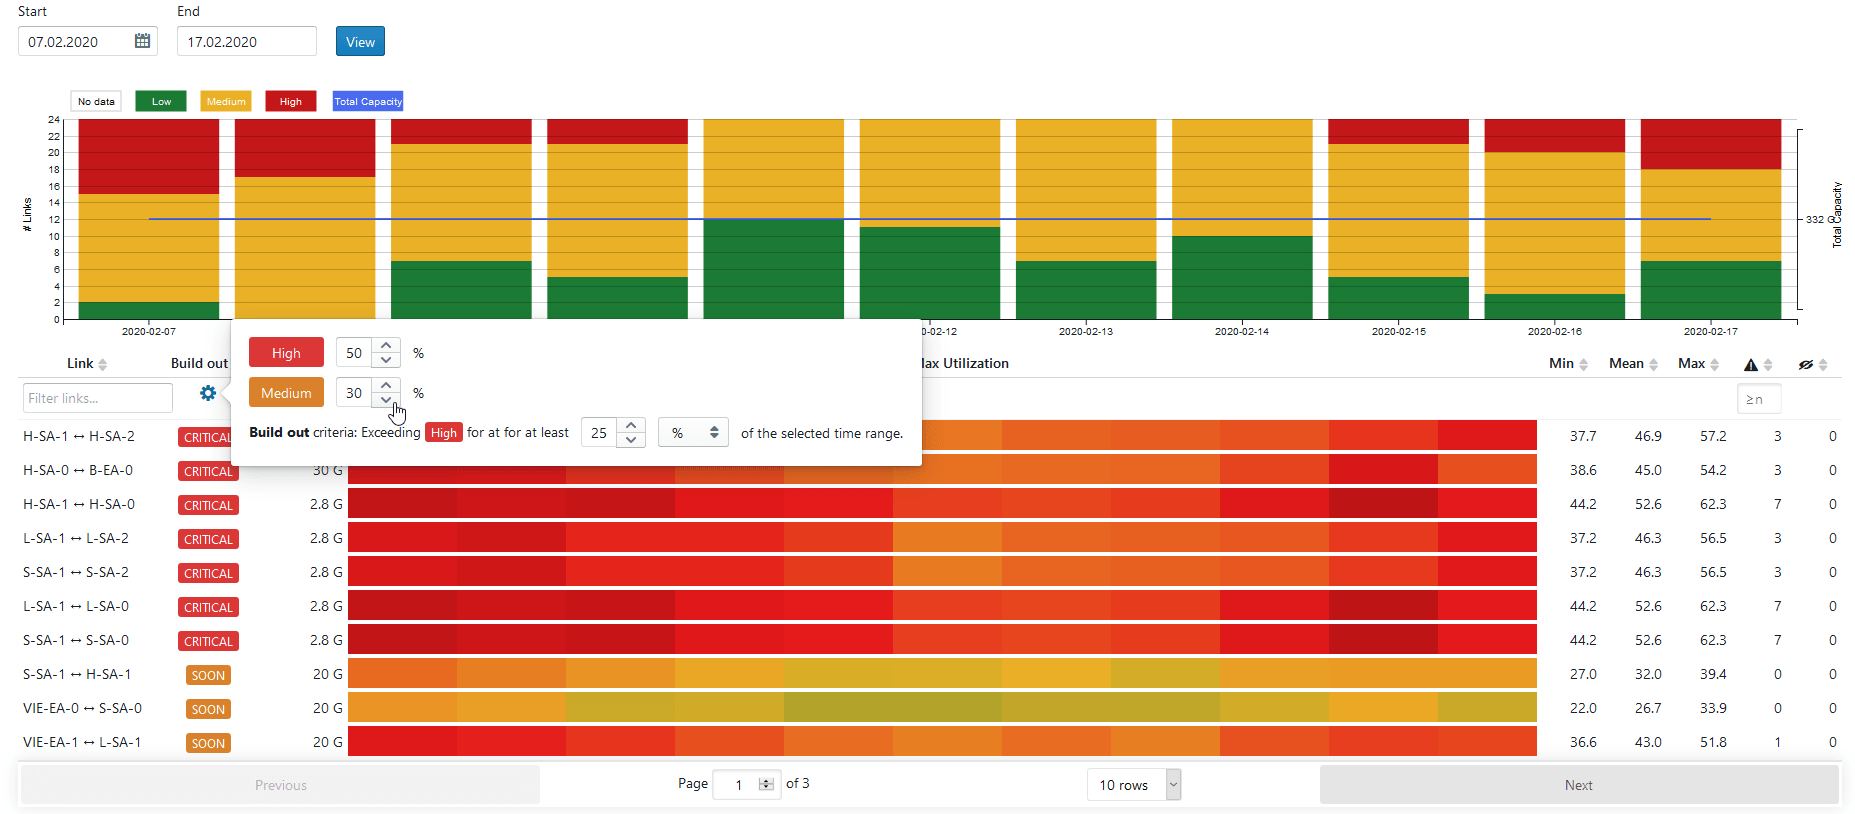 Start End
07.02.2020 17.02.2020 View
No data Low Medium High Total Capacity
24
22
20
18
16
14
12
10
8
6
4
2
0
# Links
332 G
Total Capacity
2020-02-07 -02-12 2020-02-13 2020-02-14 2020-02-15 2020-02-16 2020-02-17
High 50 %
Medium 30 %
Build out criteria: Exceeding High for at for at least 25 % of the selected time range.
Link Build out ax Utilization Min Mean Max
Filter links... ≥n
H-SA-1 ↔ H-SA-2 CRITICAL 37.7 46.9 57.2 3 0
H-SA-0 ↔ B-EA-0 CRITICAL 30 G 38.6 45.0 54.2 3 0
H-SA-1 ↔ H-SA-0 CRITICAL 2.8 G 44.2 52.6 62.3 7 0
L-SA-1 ↔ L-SA-2 CRITICAL 2.8 G 37.2 46.3 56.5 3 0
S-SA-1 ↔ S-SA-2 CRITICAL 2.8 G 37.2 46.3 56.5 3 0
L-SA-1 ↔ L-SA-0 CRITICAL 2.8 G 44.2 52.6 62.3 7 0
S-SA-1 ↔ S-SA-0 CRITICAL 2.8 G 44.2 52.6 62.3 7 0
S-SA-1 ↔ H-SA-1 SOON 20 G 27.0 32.0 39.4 0 0
VIE-EA-0 ↔ S-SA-0 SOON 20 G 22.0 26.7 33.9 0 0
VIE-EA-1 ↔ L-SA-1 SOON 20 G 36.6 43.0 51.8 1 0
Previous Page 1 of 3 10 rows Next